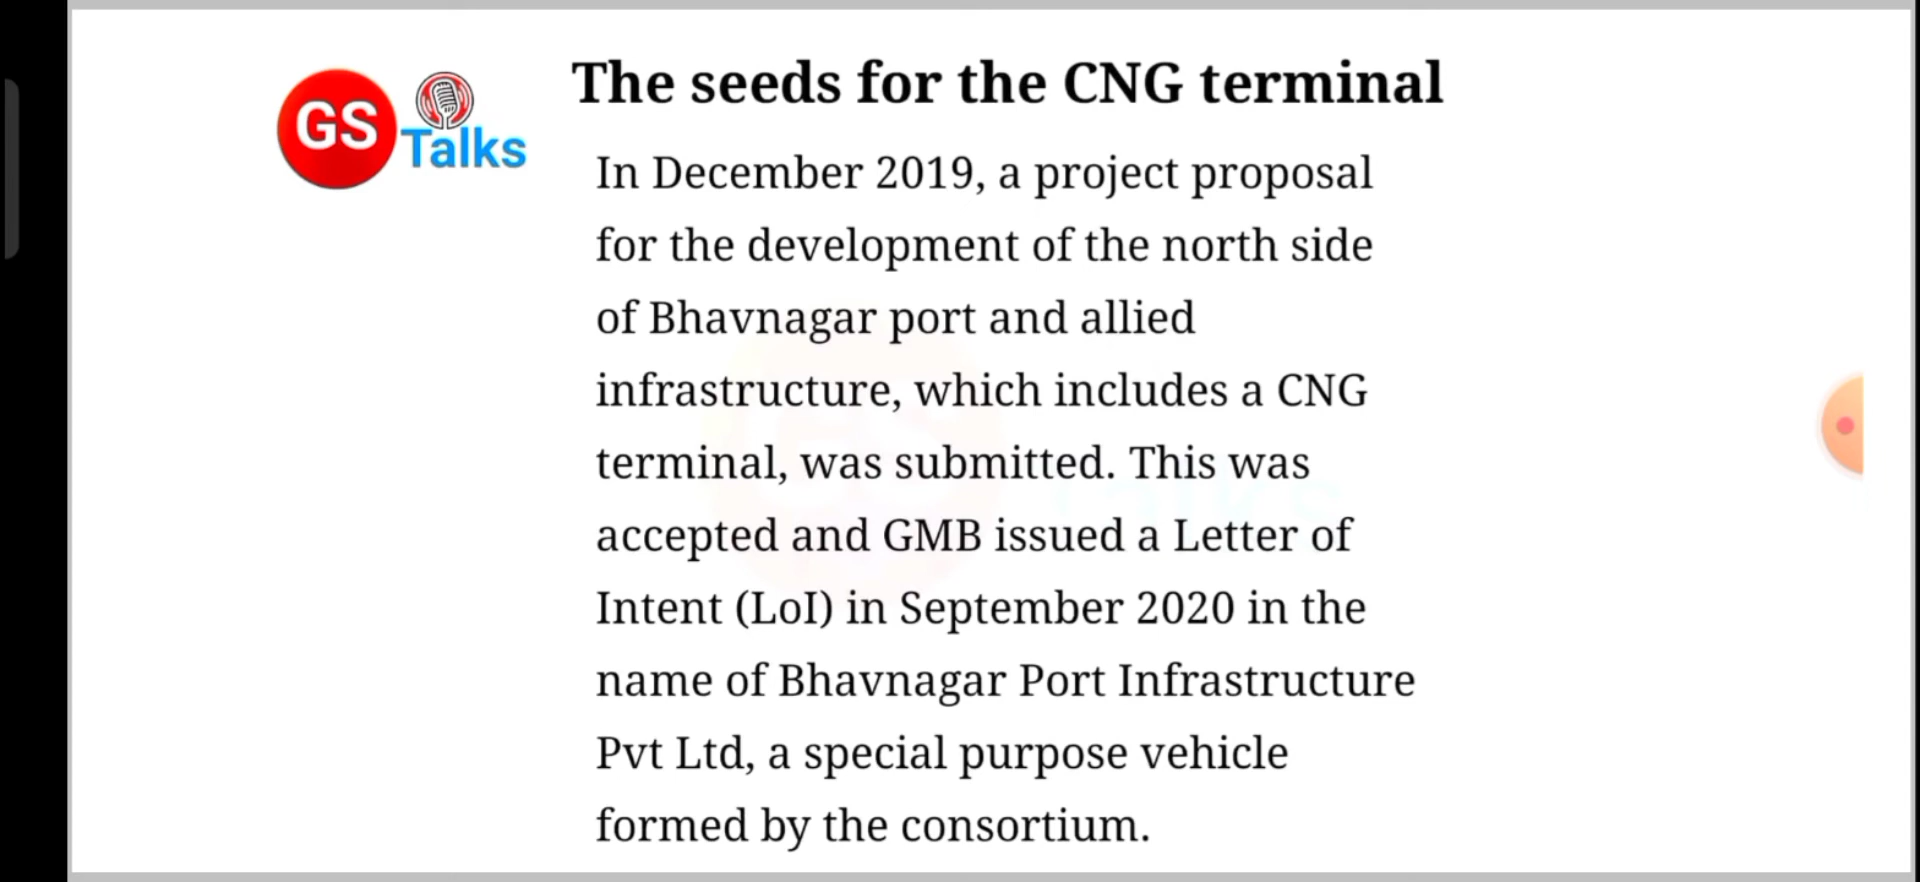 GS Talks
The seeds for the CNG terminal
In December 2019, a project proposal
for the development of the north side
of Bhavnagar port and allied
infrastructure, which includes a CNG
terminal, was submitted. This was
accepted and GMB issued a Letter of
Intent (LoI) in September 2020 in the
name of Bhavnagar Port Infrastructure
Pvt Ltd, a special purpose vehicle
formed by the consortium.